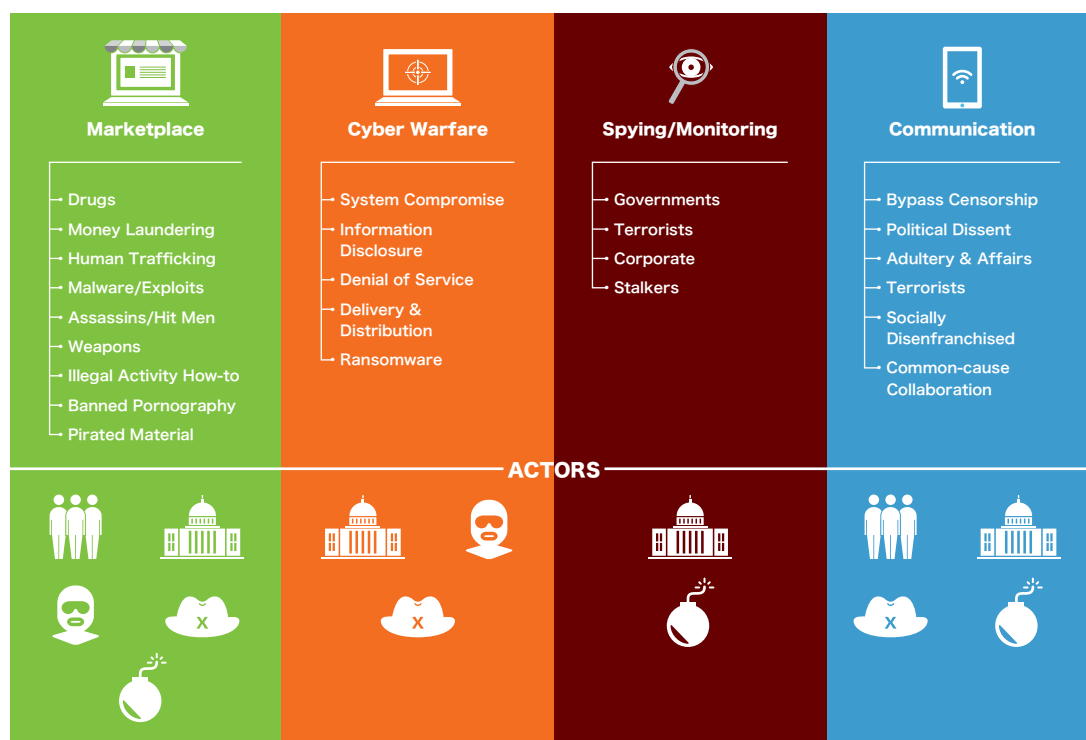 Marketplace
Drugs
Money Laundering
Human Trafficking
Malware/Exploits
Assassins/Hit Men
Weapons
Illegal Activity How-to
Banned Pornography
Pirated Material
Cyber Warfare
System Compromise
Information
Disclosure
Denial of Service
Delivery &
Distribution
Ransomware
Spying/Monitoring
Governments
Terrorists
Corporate
Stalkers
Communication
Bypass Censorship
Political Dissent
Adultery & Affairs
Terrorists
Socially
Disenfranchised
Common-cause
Collaboration
ACTORS
X
X
X